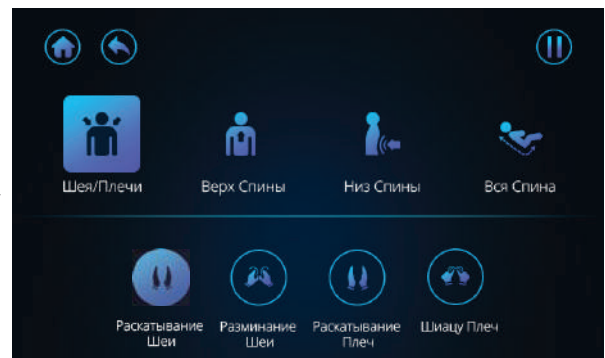 Шея/Плечи Верх Спины Низ Спины Вся Спина
Раскатывание Разминание Раскатывание Шиацу Плеч
Шеи Шеи Плеч